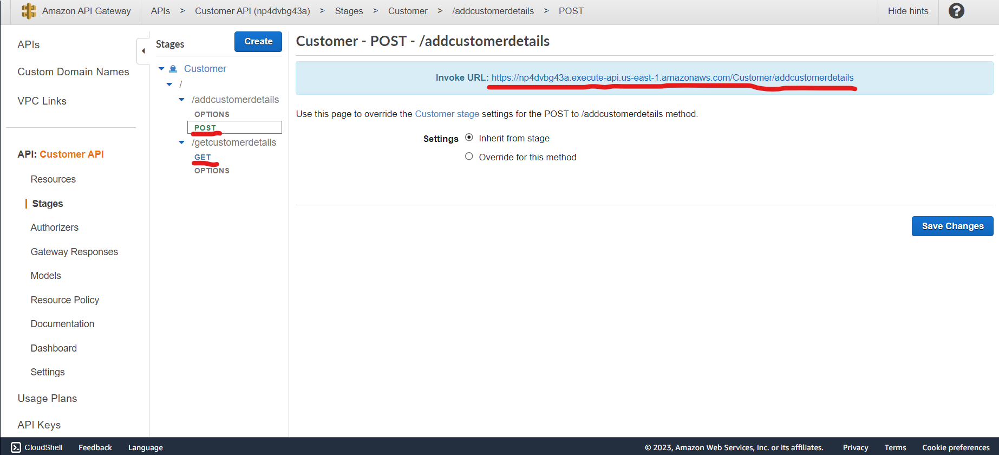 Amazon API Gateway
APIs > Customer API (np4dvbg43a) > Stages > Customer > /addcustomerdetails > POST
Hide hints
?
APIs
Custom Domain Names
VPC Links
API: Customer API
Resources
Stages
Authorizers
Gateway Responses
Models
Resource Policy
Documentation
Dashboard
Settings
Usage Plans
API Keys
Stages
Create
Customer
/
/addcustomerdetails
OPTIONS
POST
/getcustomerdetails
GET
OPTIONS
Customer - POST - /addcustomerdetails
Invoke URL: https://np4dvbg43a.execute-api.us-east-1.amazonaws.com/Customer/addcustomerdetails
Use this page to override the Customer stage settings for the POST to /addcustomerdetails method.
Settings Inherit from stage
Override for this method
Save Changes
CloudShell Feedback Language © 2023, Amazon Web Services, Inc. or its affiliates. Privacy Terms Cookie preferences